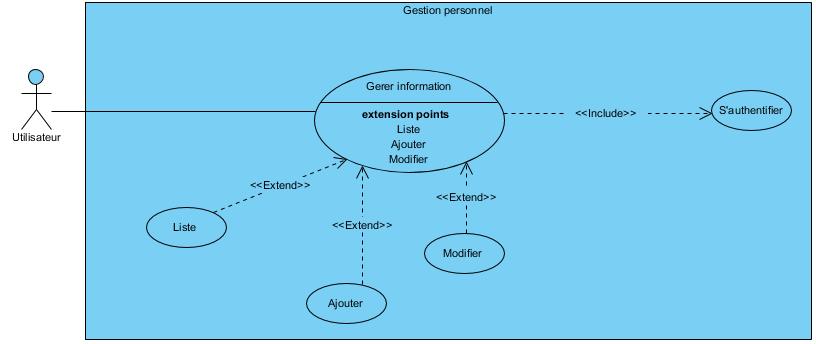 Gestion personnel
Gerer information
extension points
Liste
Ajouter
Modifier
<<Include>>
S'authentifier
Utilisateur
<<Extend>>
<<Extend>>
<<Extend>>
Liste
Modifier
Ajouter